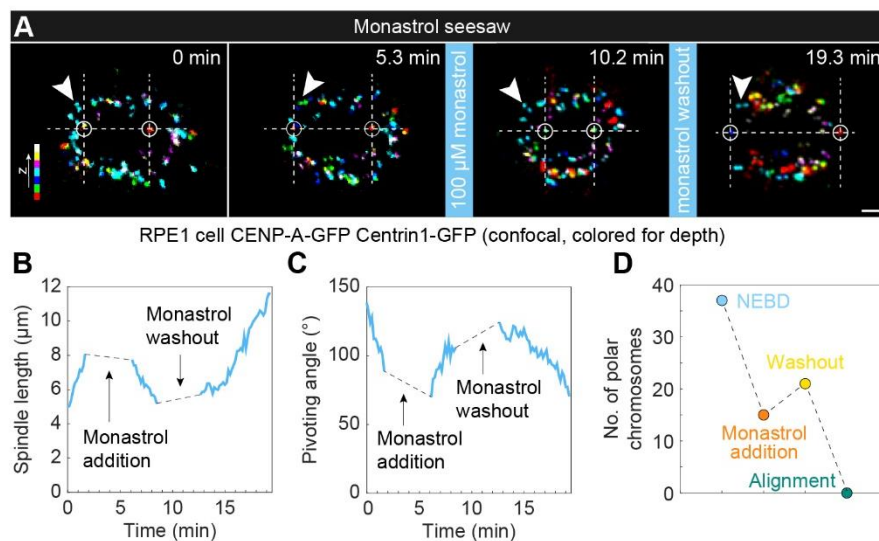 A
Monastrol seesaw
0 min
5.3 min
100 µM monastrol
10.2 min
monastrol washout
19.3 min
z
RPE1 cell CENP-A-GFP Centrin1-GFP (confocal, colored for depth)
B
Spindle length (µm)
12
10
8
6
4
2
0
Monastrol
washout
Monastrol
addition
0
5
10
15
Time (min)
C
Pivoting angle (°)
150
100
50
0
Monastrol
addition
Monastrol
washout
0
5
10
15
Time (min)
D
No. of polar
chromosomes
40
30
20
10
0
NEBD
Washout
Monastrol
addition
Alignment